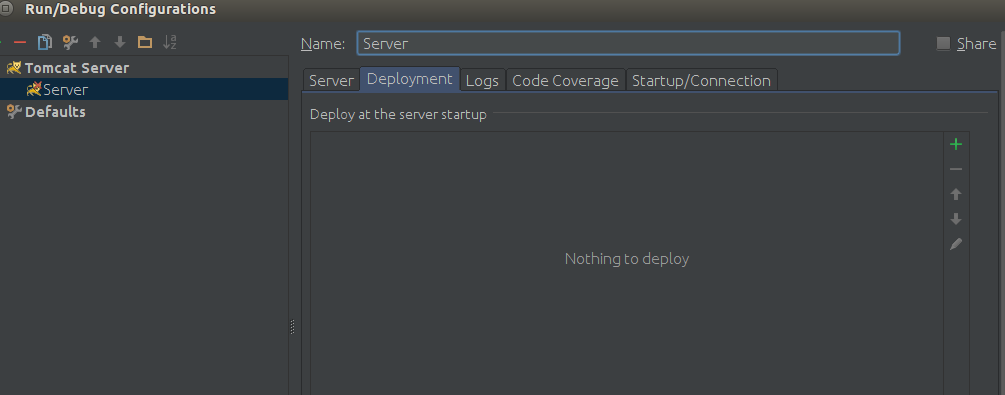 Run/Debug Configurations
Name: Server Share
Tomcat Server
Server
Defaults
Server Deployment Logs Code Coverage Startup/Connection
Deploy at the server startup
Nothing to deploy